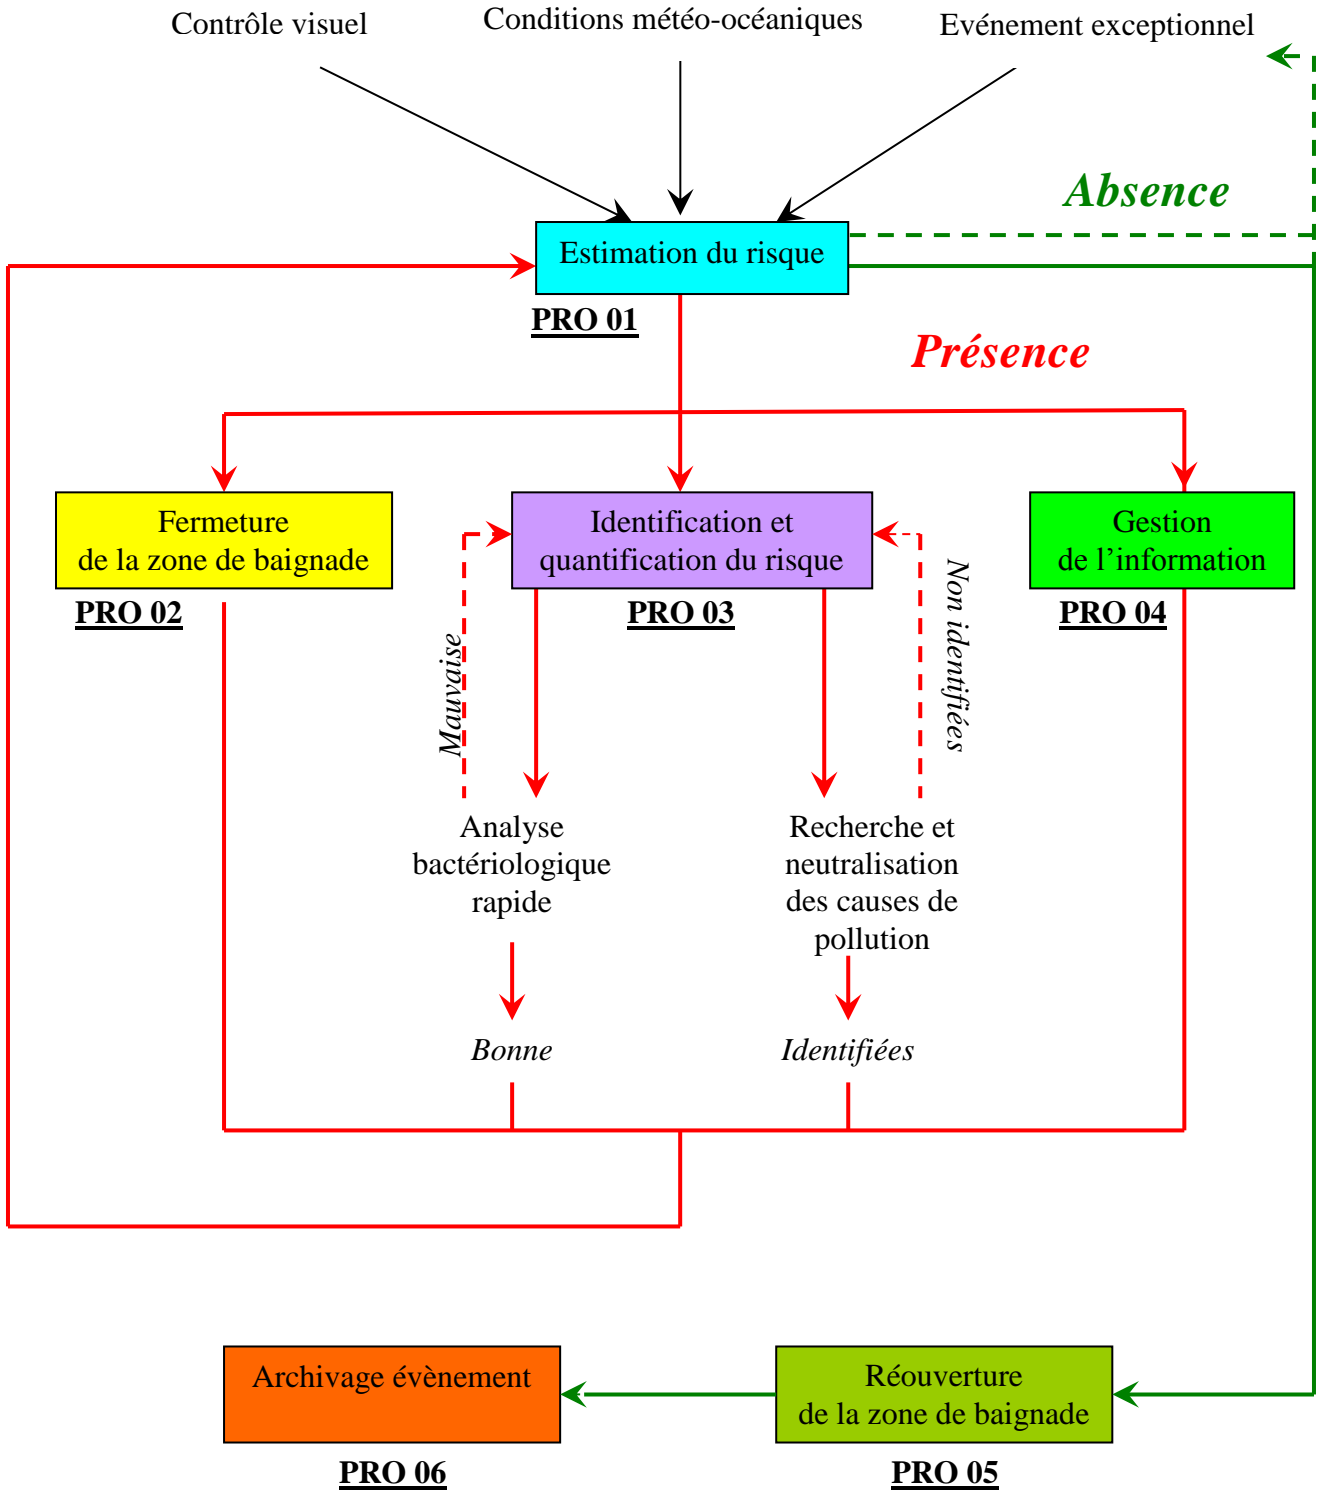 Contrôle visuel
Conditions météo-océaniques
Evénement exceptionnel
Absence
Estimation du risque
PRO 01
Présence
Fermeture
de la zone de baignade
PRO 02
Identification et
quantification du risque
PRO 03
Gestion
de l’information
PRO 04
Mauvaise
Non identifiées
Analyse
bactériologique
rapide
Recherche et
neutralisation
des causes de
pollution
Bonne
Identifiées
Archivage évènement
PRO 06
Réouverture
de la zone de baignade
PRO 05